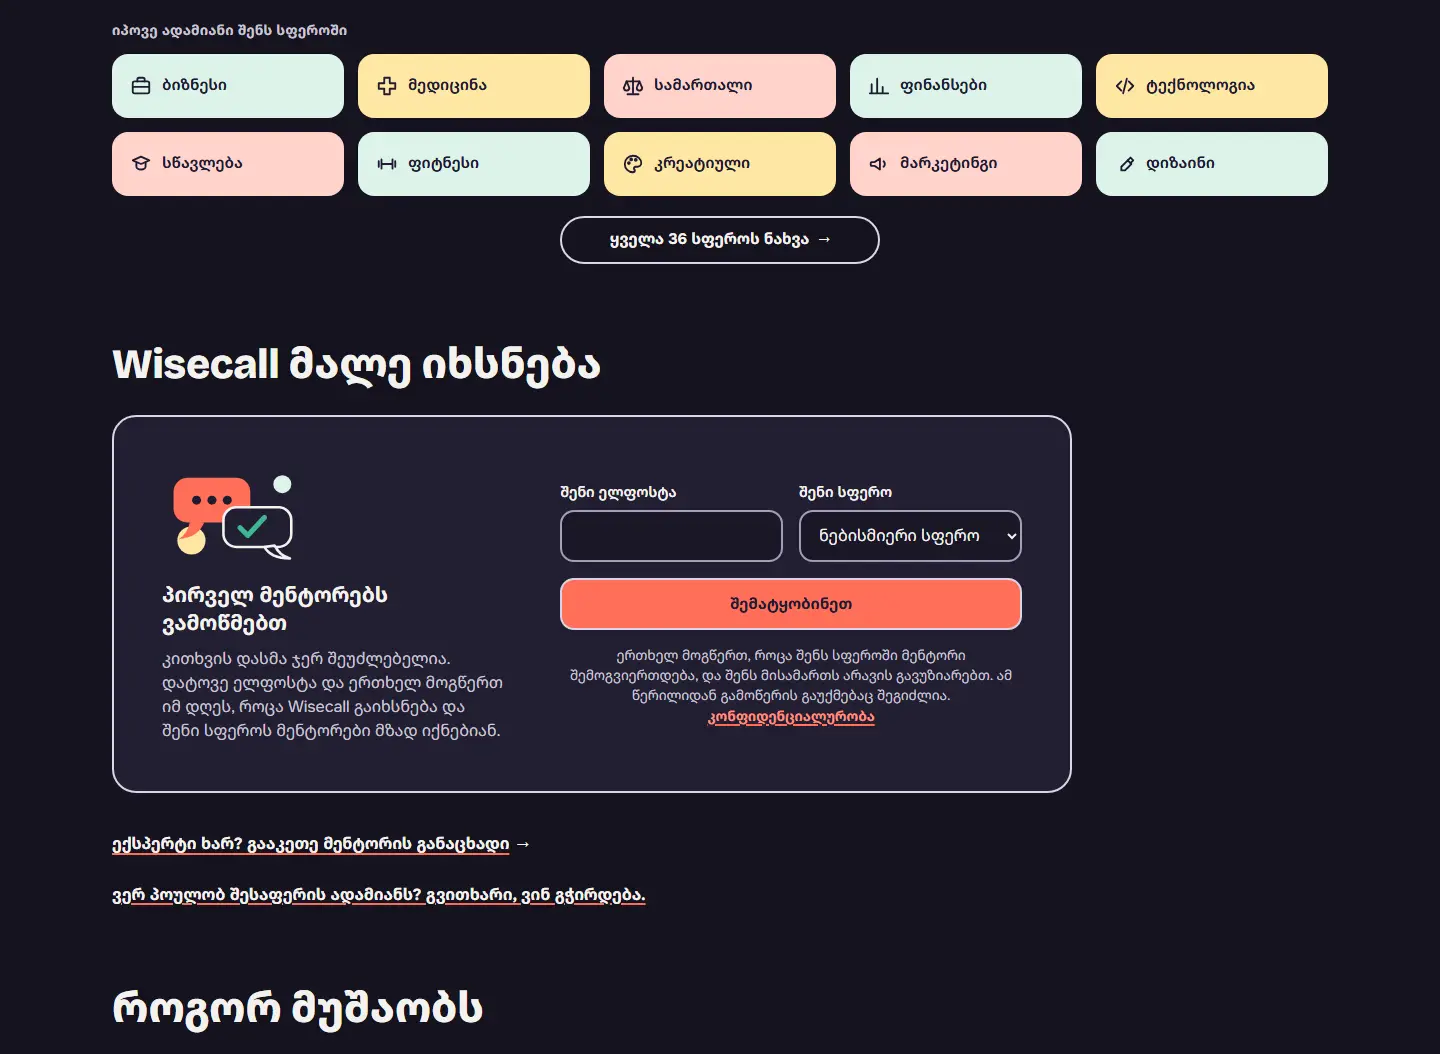 იპოვე ადამიანი შენს სფეროში
ბიზნესი
მედიცინა
სამართალი
ფინანსები
ტექნოლოგია
სწავლება
ფიტნესი
კრეატიული
მარკეტინგი
დიზაინი
ყველა 36 სფეროს ნახვა →
Wisecall მალე იხსნება
პირველ მენტორებს
ვამოწმებთ
კითხვის დასმა ჯერ შეუძლებელია.
დატოვე ელფოსტა და ერთხელ მოგწერთ
იმ დღეს, როცა Wisecall გაიხსნება და
შენი სფეროს მენტორები მზად იქნებიან.
შენი ელფოსტა
შენი სფერო
ნებისმიერი სფერო
შემატყობინეთ
ერთხელ მოგწერთ, როცა შენს სფეროში მენტორი
შემოგვიერთდება, და შენს მისამართს არავის გავუზიარებთ. ამ
წერილიდან გამოწერის გაუქმებაც შეგიძლია.
კონფიდენციალურობა
ექსპერტი ხარ? გააკეთე მენტორის განაცხადი →
ვერ პოულობ შესაფერის ადამიანს? გვითხარი, ვინ გჭირდება.
როგორ მუშაობს